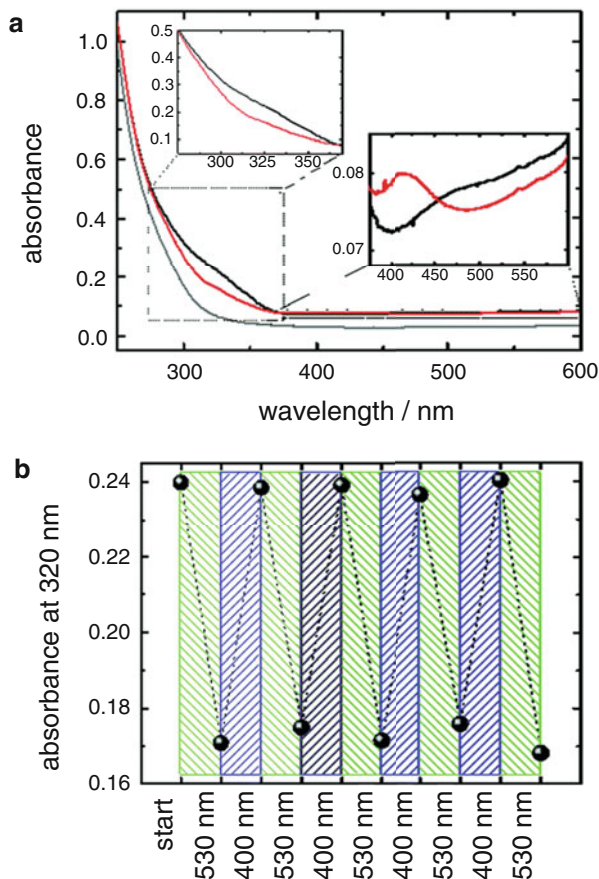 a
absorbance
1.0
0.8
0.6
0.4
0.2
0.0
0.5
0.4
0.3
0.2
0.1
300 325 350
0.08
0.07
400 450 500 550
300 400 500 600
wavelength / nm
b
absorbance at 320 nm
0.24
0.22
0.20
0.18
0.16
start
530 nm
400 nm
530 nm
400 nm
530 nm
400 nm
530 nm
400 nm
530 nm